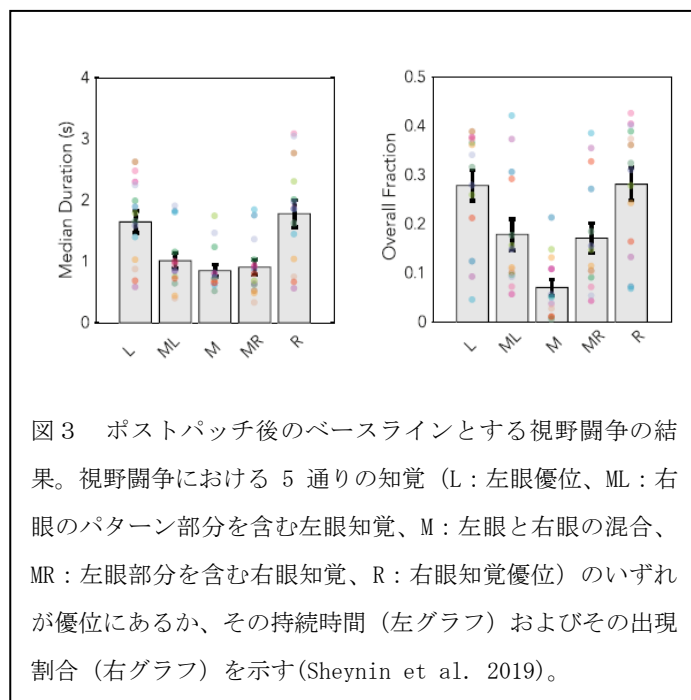 4
3
2
1
0
Median Duration (s)
L
ML
M
MR
R
0.5
0.4
0.3
0.2
0.1
0
Overall Fraction
L
ML
M
MR
R
図３　ポストパッチ後のベースラインとする視野闘争の結
果。視野闘争における 5 通りの知覚（L：左眼優位、ML：右
眼のパターン部分を含む左眼知覚、M：左眼と右眼の混合、
MR：左眼部分を含む右眼知覚、R：右眼知覚優位）のいずれ
が優位にあるか、その持続時間（左グラフ）およびその出現
割合（右グラフ）を示す(Sheynin et al. 2019)。